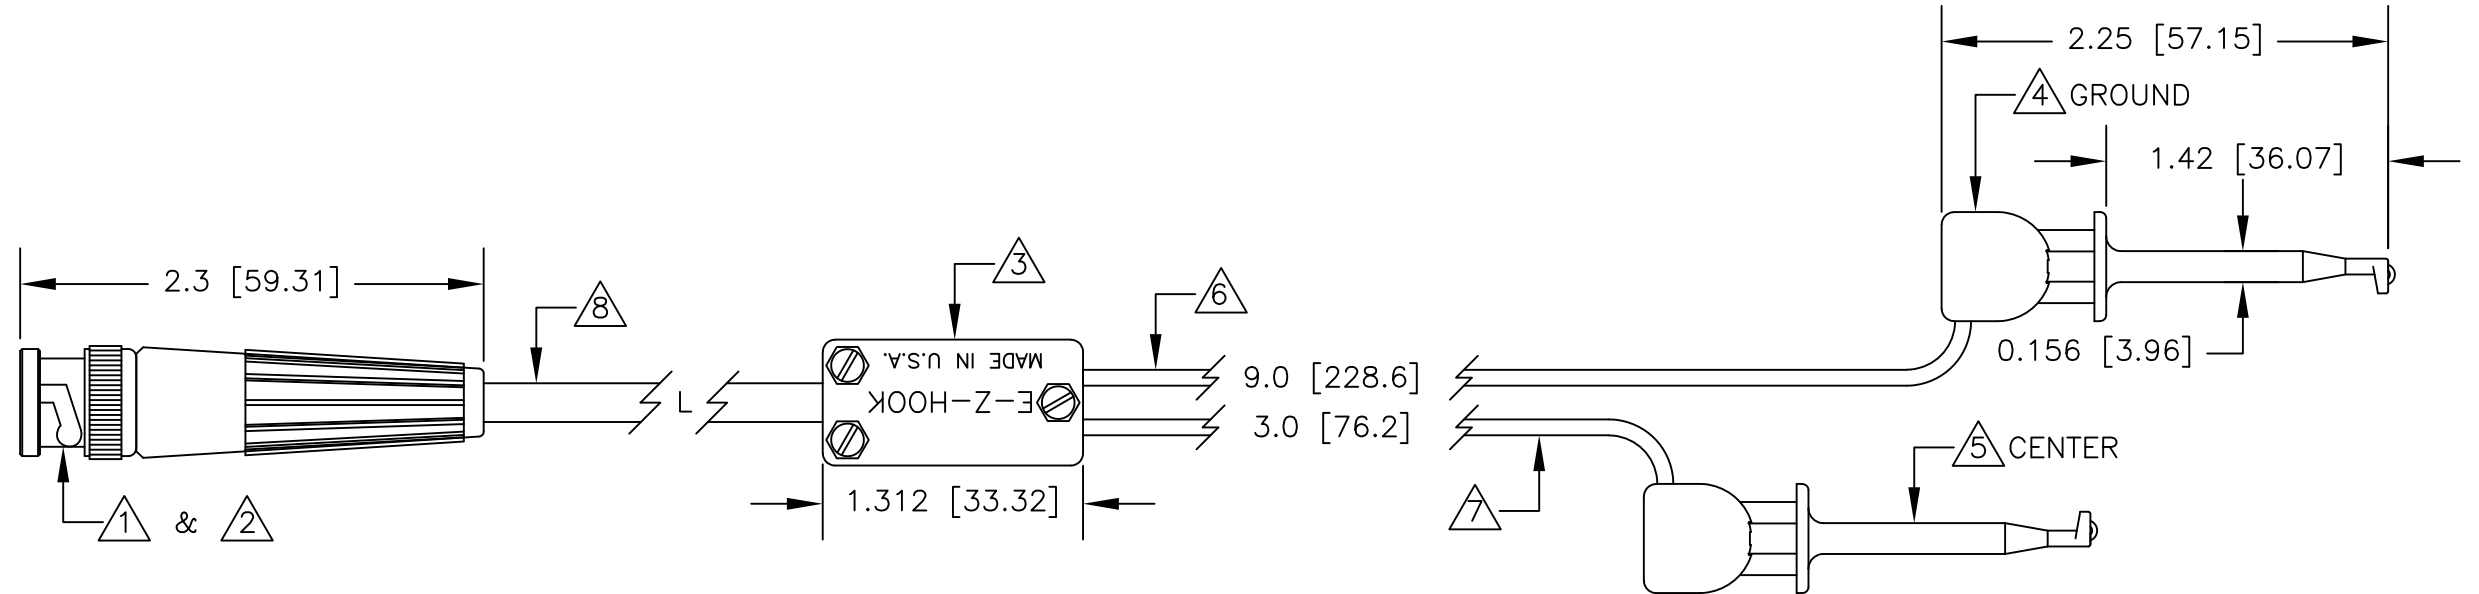 2.25 [57.15]
4 GROUND
1.42 [36.07]
0.156 [3.96]
2.3 [59.31]
8
3
6
L
MADE IN U.S.A.
E-Z-HOOK
9.0 [228.6]
3.0 [76.2]
1.312 [33.32]
1 & 2
7
5 CENTER